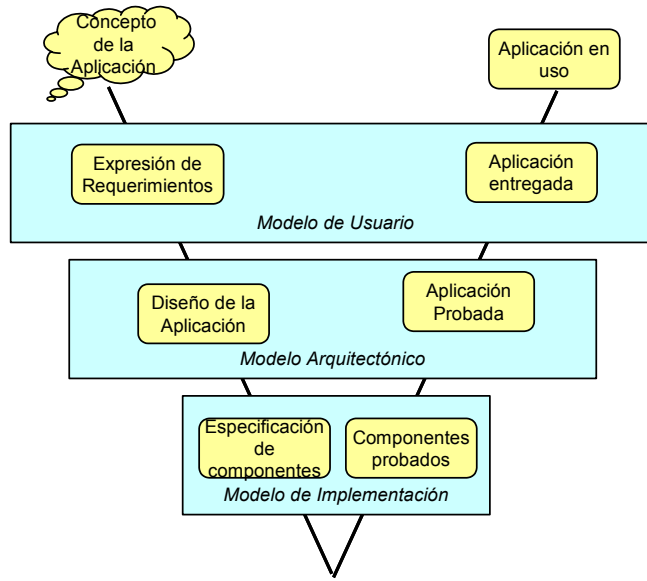 Concepto
de la
Aplicación
Aplicación en
uso
Expresión de
Requerimientos
Aplicación
entregada
Modelo de Usuario
Diseño de la
Aplicación
Aplicación
Probada
Modelo Arquitectónico
Especificación
de
componentes
Componentes
probados
Modelo de Implementación